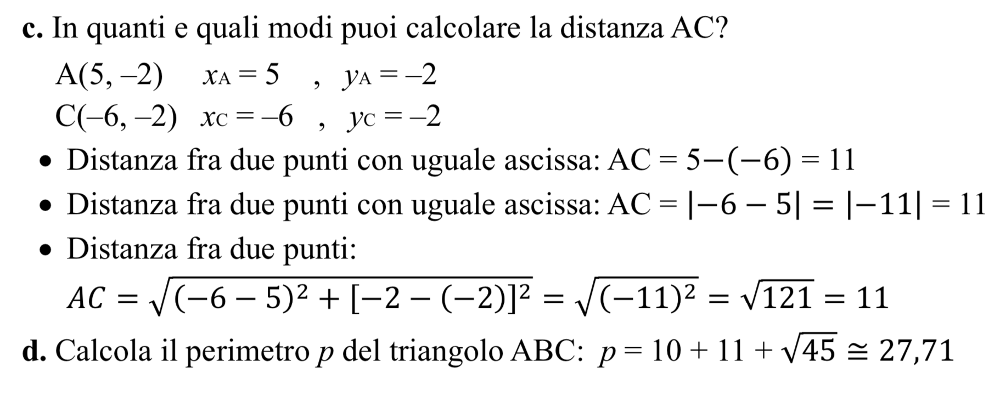 c. In quanti e quali modi puoi calcolare la distanza AC?
A(5, –2) xA = 5 , yA = –2
C(–6, –2) xC = –6 , yC = –2
• Distanza fra due punti con uguale ascissa: AC = 5−(−6) = 11
• Distanza fra due punti con uguale ascissa: AC = |−6 − 5| = |−11| = 11
• Distanza fra due punti:
AC = √(−6 − 5)² + [−2 − (−2)]² = √(−11)² = √121 = 11
d. Calcola il perimetro p del triangolo ABC: p = 10 + 11 + √45 ≅ 27,71